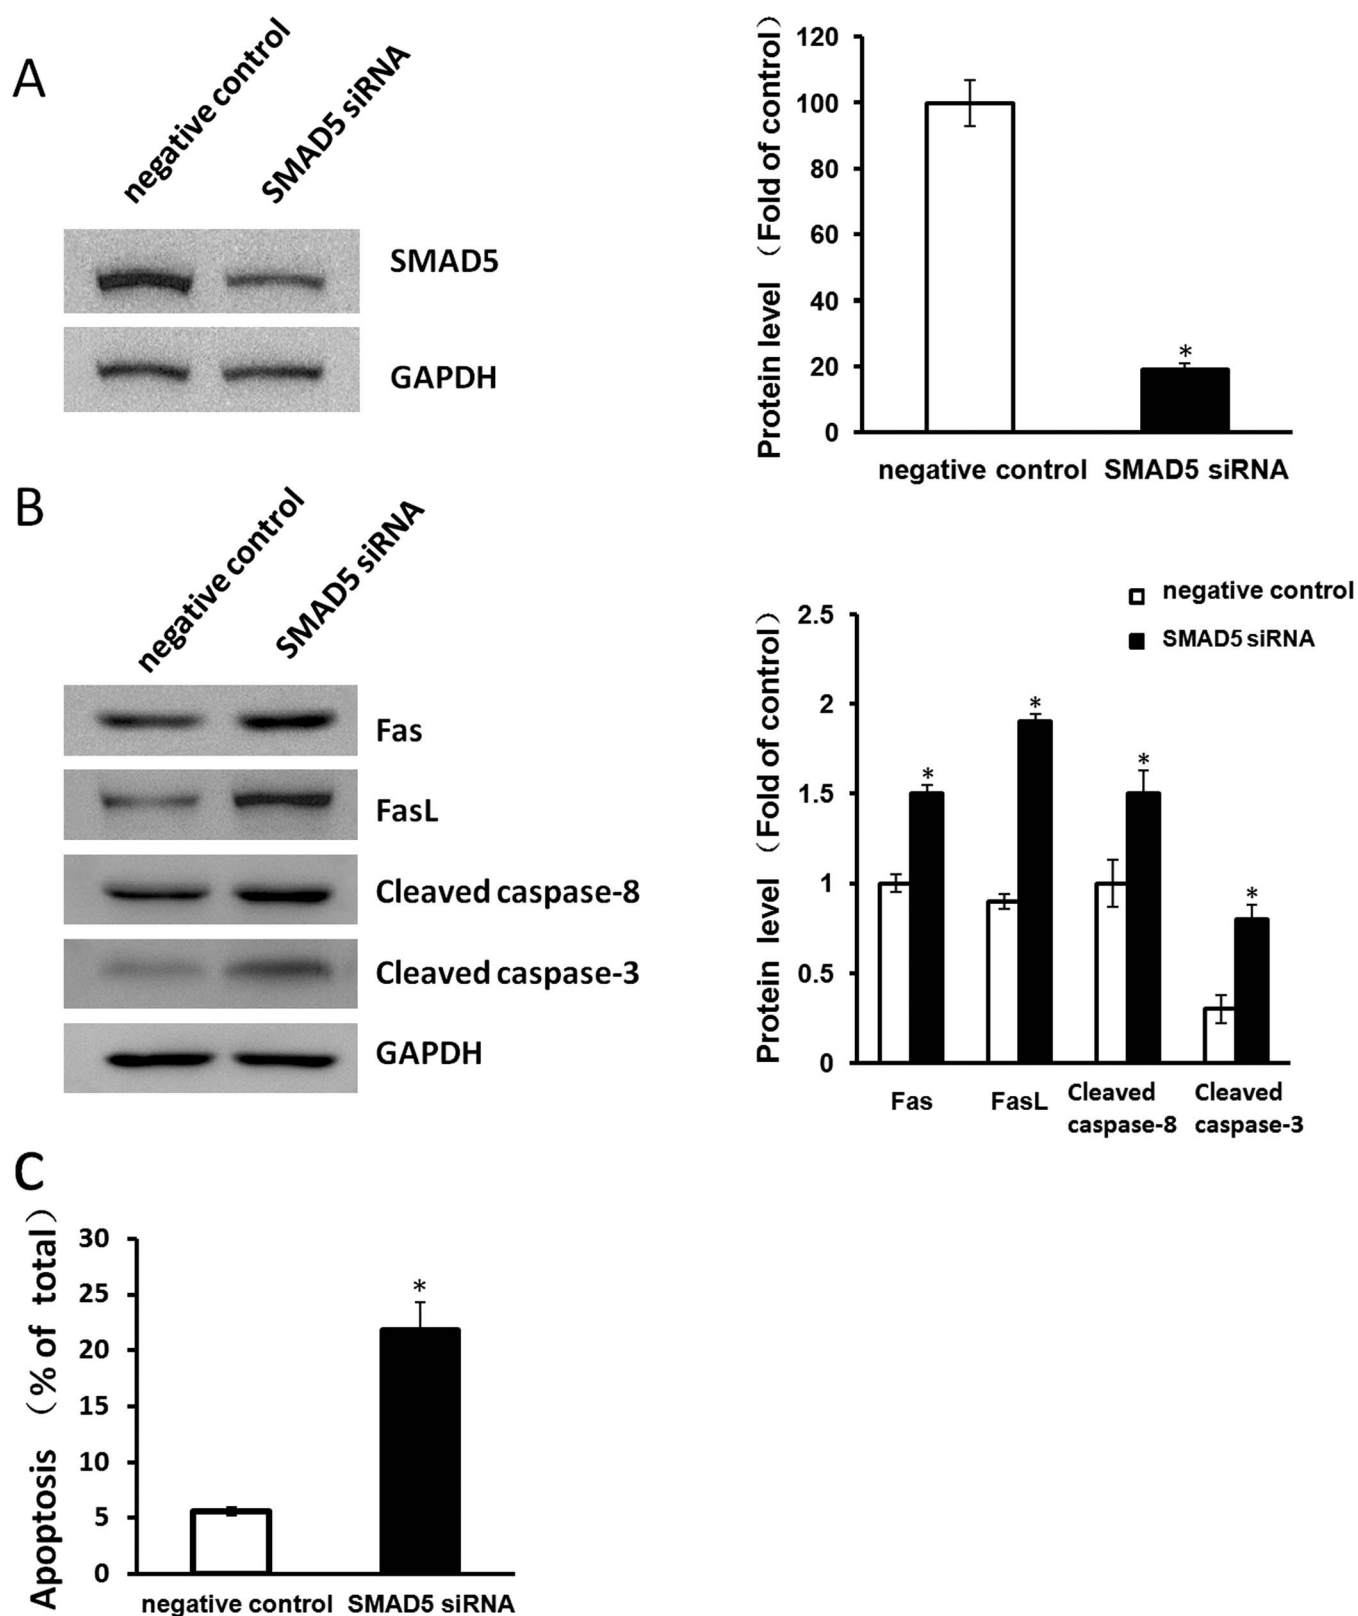 A
negative control
SMAD5 siRNA
SMAD5
GAPDH
Protein level （Fold of control）
120
100
80
60
40
20
0
*
negative control
SMAD5 siRNA
B
negative control
SMAD5 siRNA
Fas
FasL
Cleaved caspase-8
Cleaved caspase-3
GAPDH
negative control
SMAD5 siRNA
Protein level （Fold of control）
2.5
2
1.5
1
0.5
0
*
*
*
*
Fas
FasL
Cleaved
caspase-8
Cleaved
caspase-3
C
Apoptosis （% of total）
30
25
20
15
10
5
0
*
negative control
SMAD5 siRNA